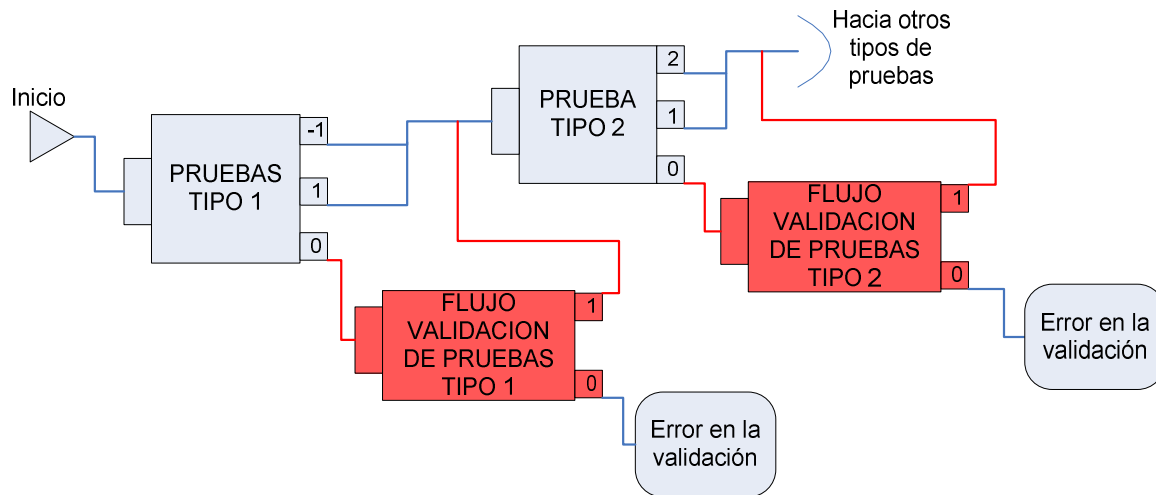 Inicio
PRUEBAS
TIPO 1
-1
1
0
FLUJO
VALIDACION
DE PRUEBAS
TIPO 1
1
0
Error en la
validación
PRUEBA
TIPO 2
2
1
0
FLUJO
VALIDACION
DE PRUEBAS
TIPO 2
1
0
Error en la
validación
Hacia otros
tipos de
pruebas